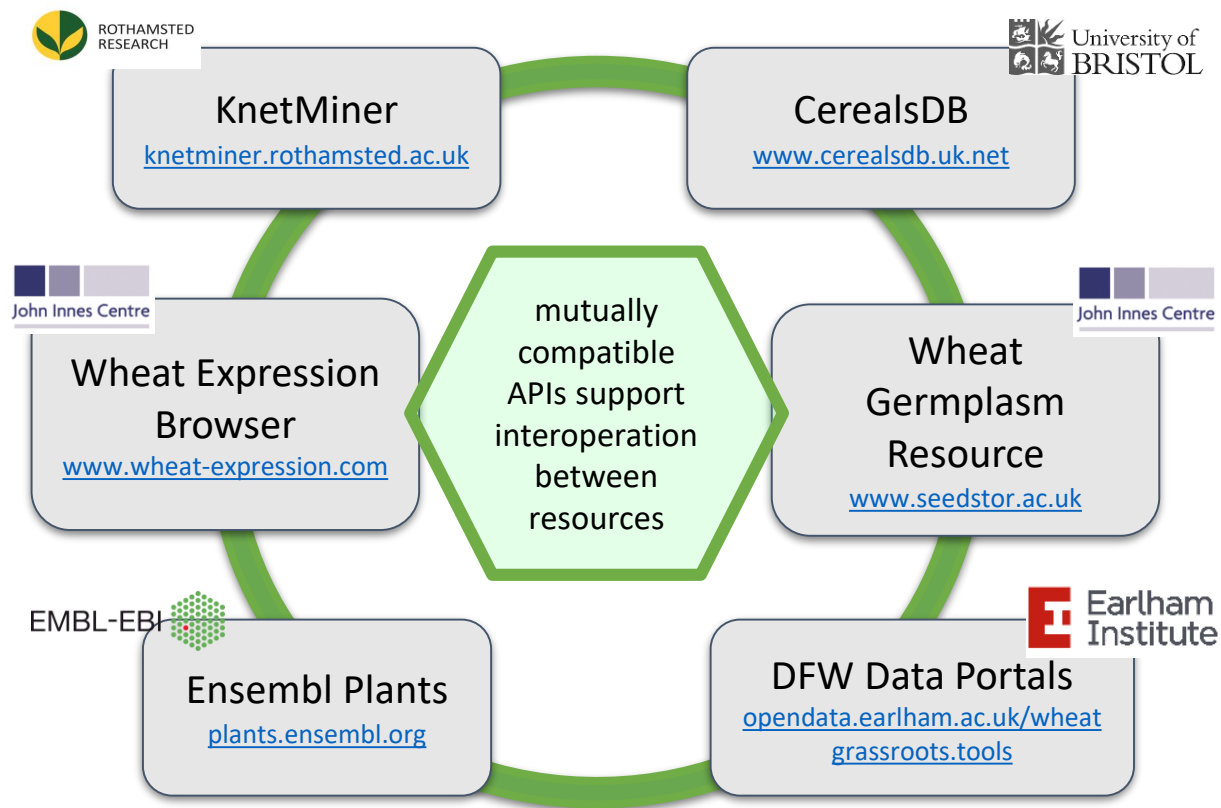 ROTHAMSTED
RESEARCH
KnetMiner
knetminer.rothamsted.ac.uk
University of
BRISTOL
CerealsDB
www.cerealsdb.uk.net
John Innes Centre
Wheat Expression
Browser
www.wheat-expression.com
mutually
compatible
APIs support
interoperation
between
resources
John Innes Centre
Wheat
Germplasm
Resource
www.seedstor.ac.uk
EMBL-EBI
Ensembl Plants
plants.ensembl.org
Earlham
Institute
DFW Data Portals
opendata.earlham.ac.uk/wheat
grassroots.tools